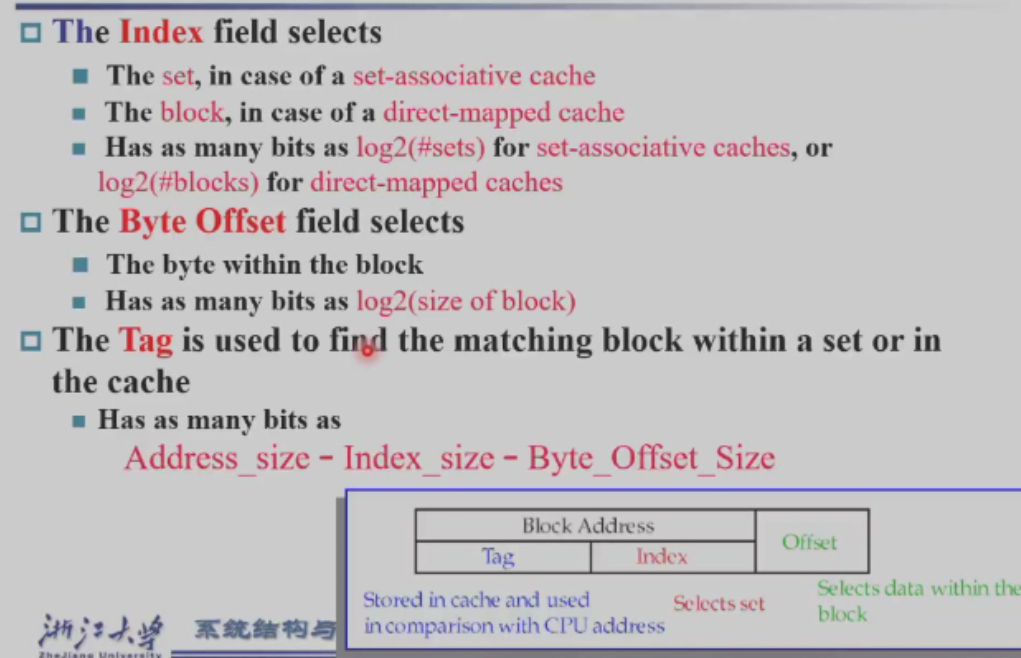 The Index field selects
The set, in case of a set-associative cache
The block, in case of a direct-mapped cache
Has as many bits as log2(#sets) for set-associative caches, or
log2(#blocks) for direct-mapped caches
The Byte Offset field selects
The byte within the block
Has as many bits as log2(size of block)
The Tag is used to find the matching block within a set or in
the cache
Has as many bits as
Address_size - Index_size - Byte_Offset_Size
Block Address
Offset
Tag
Index
Stored in cache and used
in comparison with CPU address
Selects set
Selects data within the
block
浙江大学
ZheJiang University
系统结构与